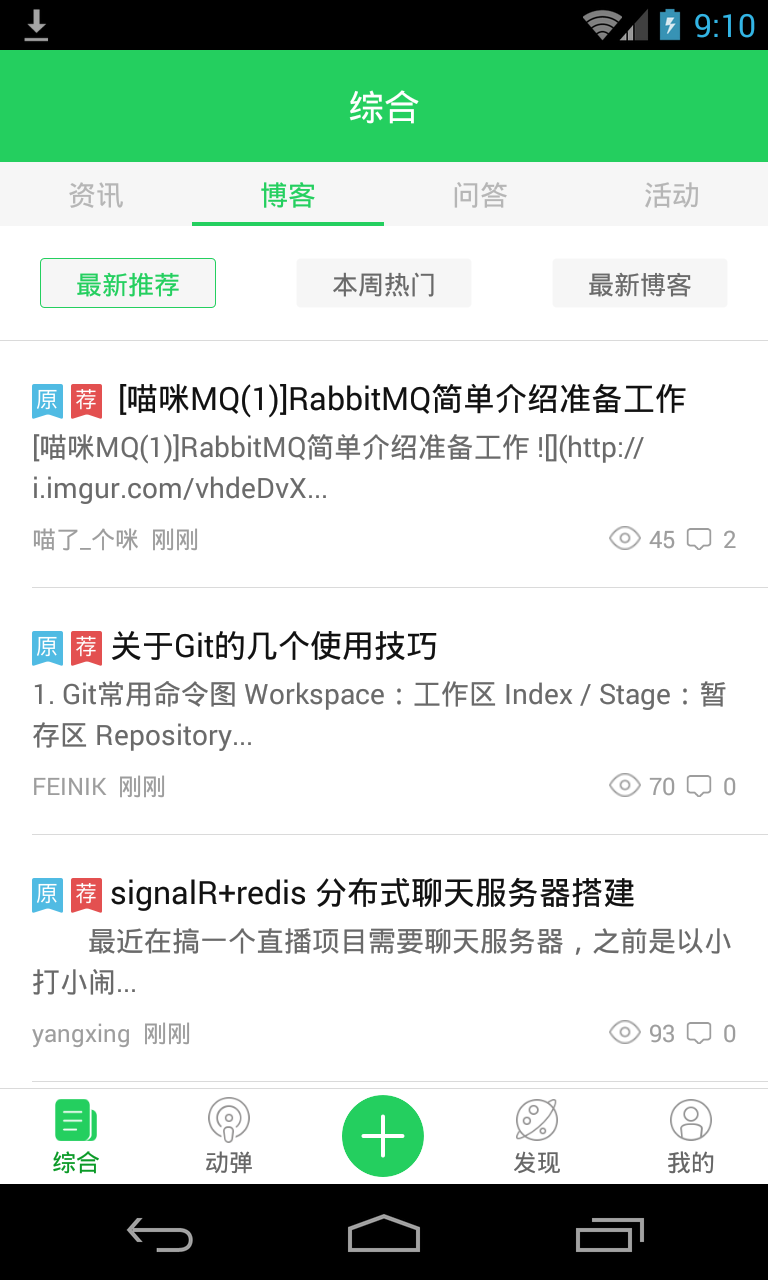 9:10
综合
资讯 博客 问答 活动
最新推荐 本周热门 最新博客
原 荐 [喵咪MQ(1)]RabbitMQ简单介绍准备工作
[喵咪MQ(1)]RabbitMQ简单介绍准备工作 ![](http://
i.imgur.com/vhdeDvX...
喵了_个咪 刚刚 45 2
原 荐 关于Git的几个使用技巧
1. Git常用命令图 Workspace：工作区 Index / Stage：暂
存区 Repository...
FEINIK 刚刚 70 0
原 荐 signalR+redis 分布式聊天服务器搭建
最近在搞一个直播项目需要聊天服务器，之前是以小
打小闹...
yangxing 刚刚 93 0
综合 动弹 发现 我的